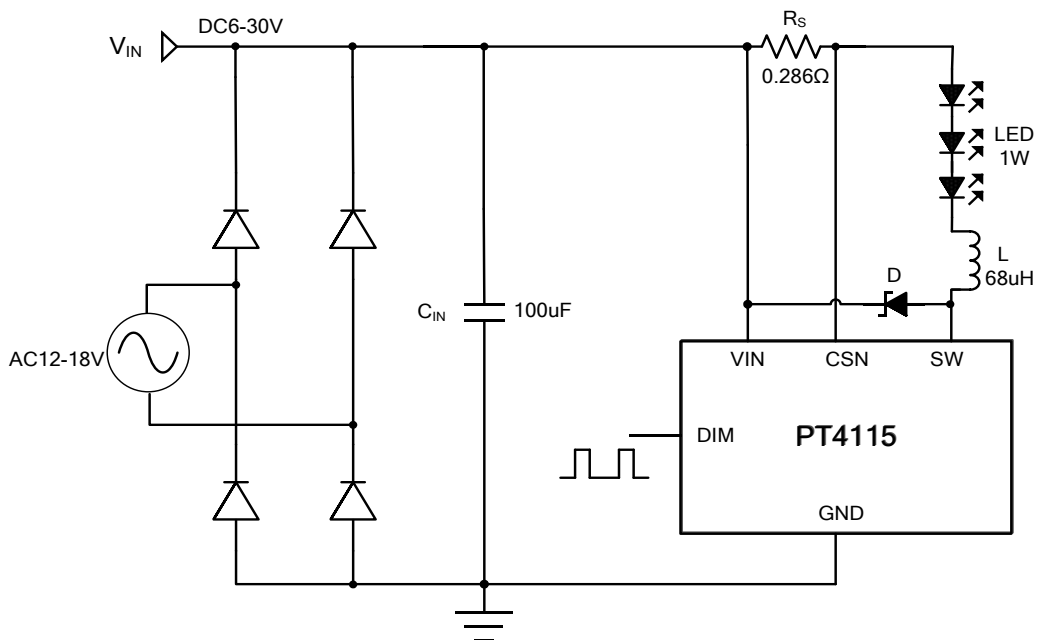 DC6-30V
V_IN
R_S
0.286Ω
LED
1W
L
68uH
D
C_IN
100uF
AC12-18V
VIN
CSN
SW
DIM
PT4115
GND